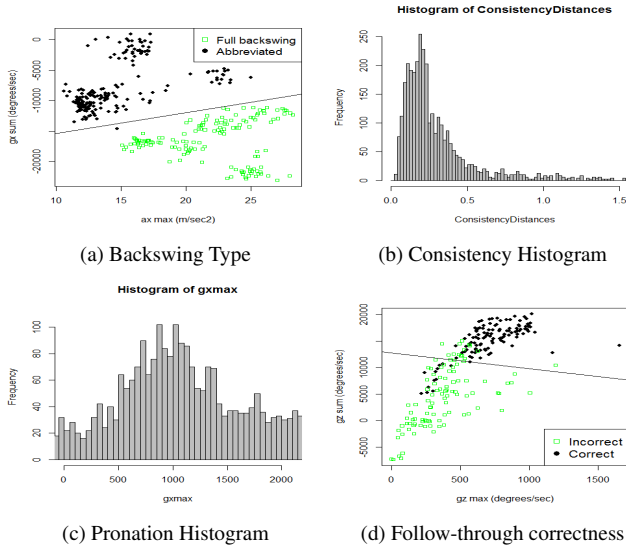 Full backswing
Abbreviated
gx sum (degrees/sec)
0
-5000
-10000
-20000
10
15
20
25
ax max (m/sec2)
(a) Backswing Type
Histogram of ConsistencyDistances
Frequency
0
50
100
150
200
250
0.0
0.5
1.0
1.5
ConsistencyDistances
(b) Consistency Histogram
Histogram of gxmax
Frequency
0
20
40
60
80
100
0
500
1000
1500
2000
gxmax
(c) Pronation Histogram
gz sum (degrees/sec)
20000
15000
10000
5000
0
-5000
Incorrect
Correct
0
500
1000
1500
gz max (degrees/sec)
(d) Follow-through correctness